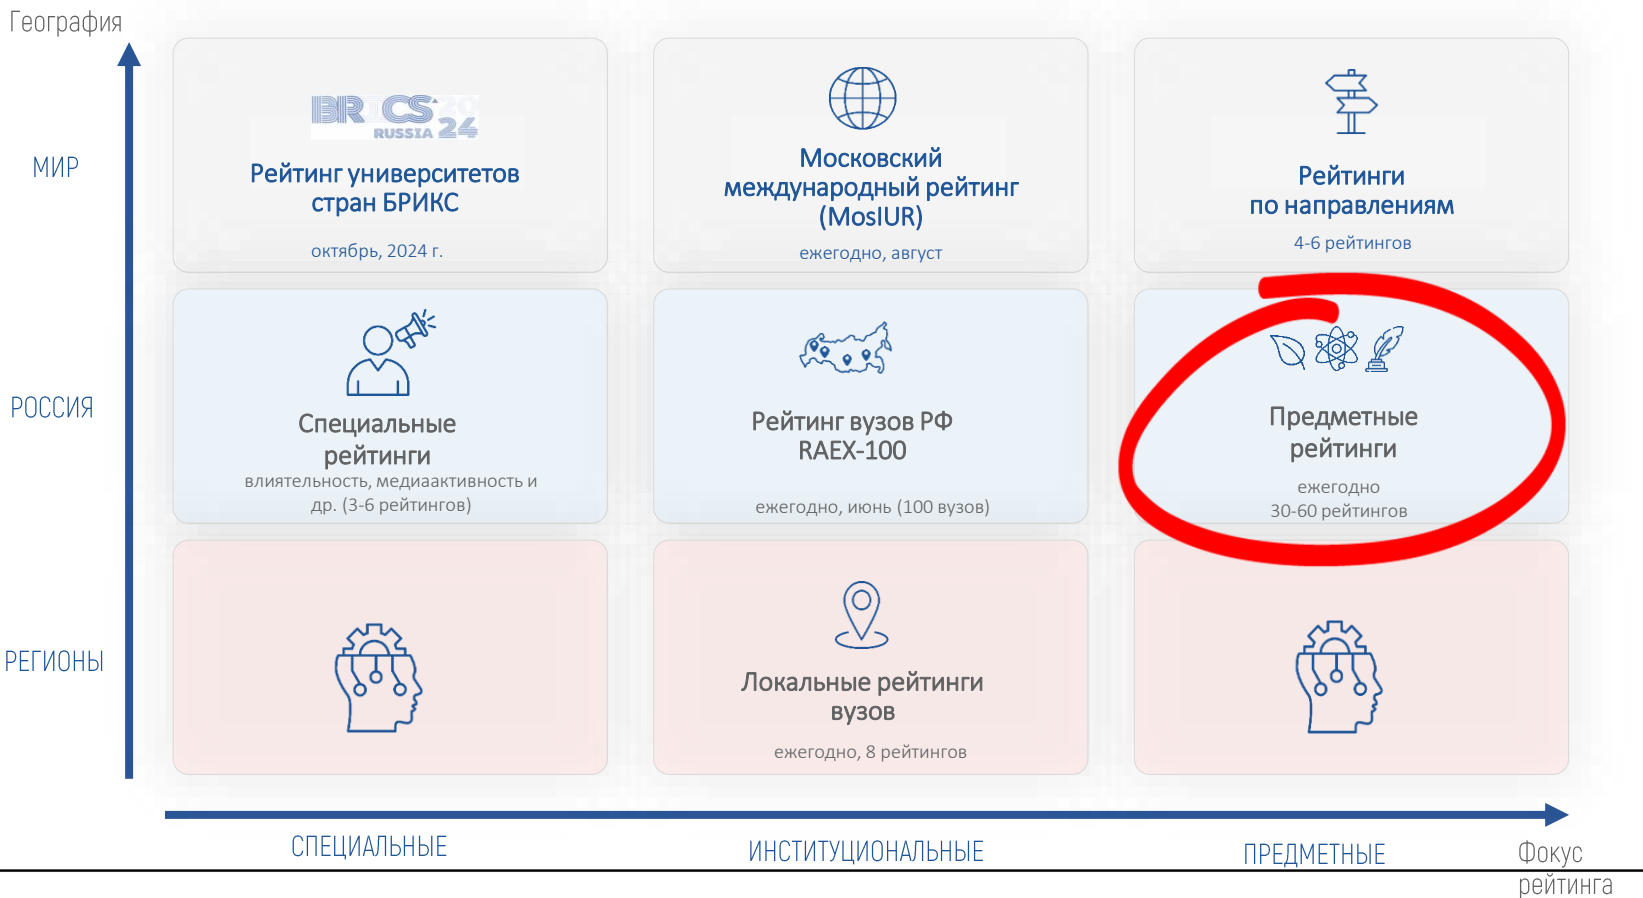 География
МИР
BRICS 2024
RUSSIA
Рейтинг университетов
стран БРИКС
октябрь, 2024 г.
Московский
международный рейтинг
(MosIUR)
ежегодно, август
Рейтинги
по направлениям
4-6 рейтингов
РОССИЯ
Специальные
рейтинги
влиятельность, медиаактивность и
др. (3-6 рейтингов)
Рейтинг вузов РФ
RAEX-100
ежегодно, июнь (100 вузов)
Предметные
рейтинги
ежегодно
30-60 рейтингов
РЕГИОНЫ
Локальные рейтинги
вузов
ежегодно, 8 рейтингов
СПЕЦИАЛЬНЫЕ
ИНСТИТУЦИОНАЛЬНЫЕ
ПРЕДМЕТНЫЕ
Фокус
рейтинга